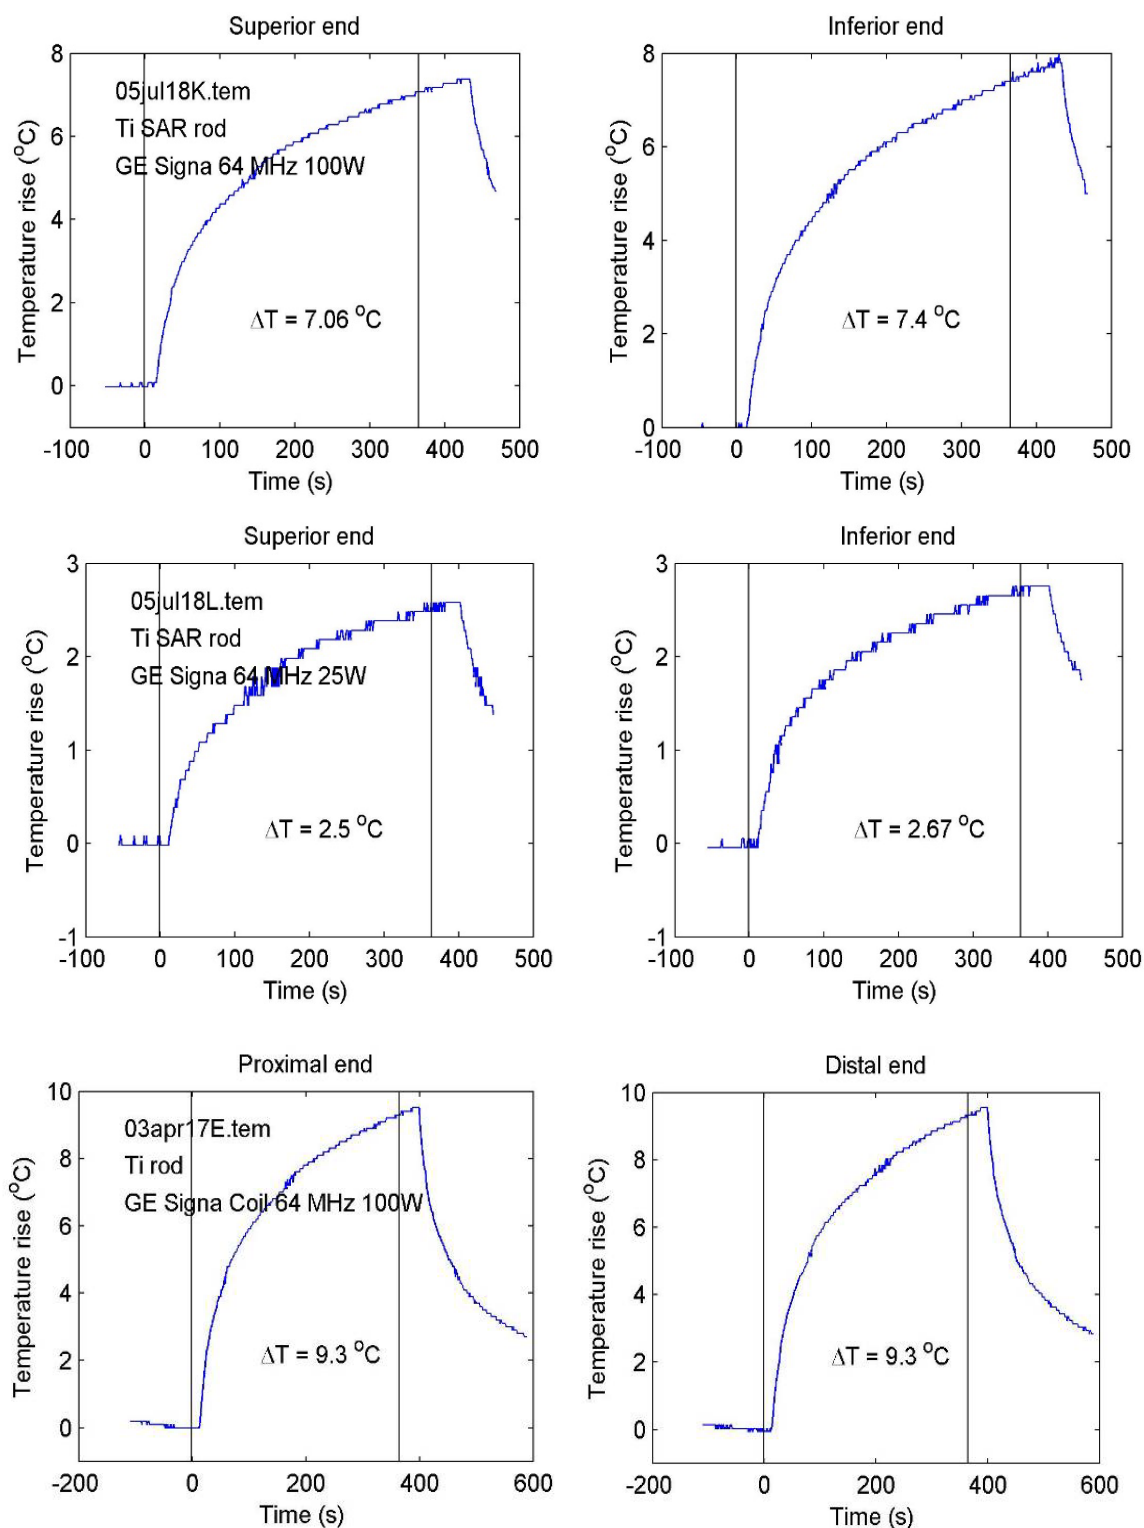 Superior end
8
6
4
2
0
-100
0
100
200
300
400
500
Temperature rise (°C)
Time (s)
05jul18K.tem
Ti SAR rod
GE Signa 64 MHz 100W
ΔT = 7.06 °C
Inferior end
8
6
4
2
0
-100
0
100
200
300
400
500
Temperature rise (°C)
Time (s)
ΔT = 7.4 °C
Superior end
3
2
1
0
-1
-100
0
100
200
300
400
500
Temperature rise (°C)
Time (s)
05jul18L.tem
Ti SAR rod
GE Signa 64 MHz 25W
ΔT = 2.5 °C
Inferior end
3
2
1
0
-1
-100
0
100
200
300
400
500
Temperature rise (°C)
Time (s)
ΔT = 2.67 °C
Proximal end
10
8
6
4
2
0
-200
0
200
400
600
Temperature rise (°C)
Time (s)
03apr17E.tem
Ti rod
GE Signa Coil 64 MHz 100W
ΔT = 9.3 °C
Distal end
10
8
6
4
2
0
-200
0
200
400
600
Temperature rise (°C)
Time (s)
ΔT = 9.3 °C